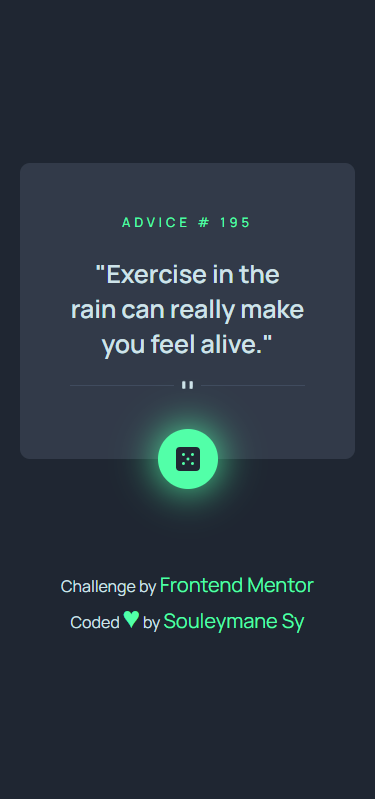 ADVICE # 195
"Exercise in the
rain can really make
you feel alive."
Challenge by Frontend Mentor
Coded ♥ by Souleymane Sy